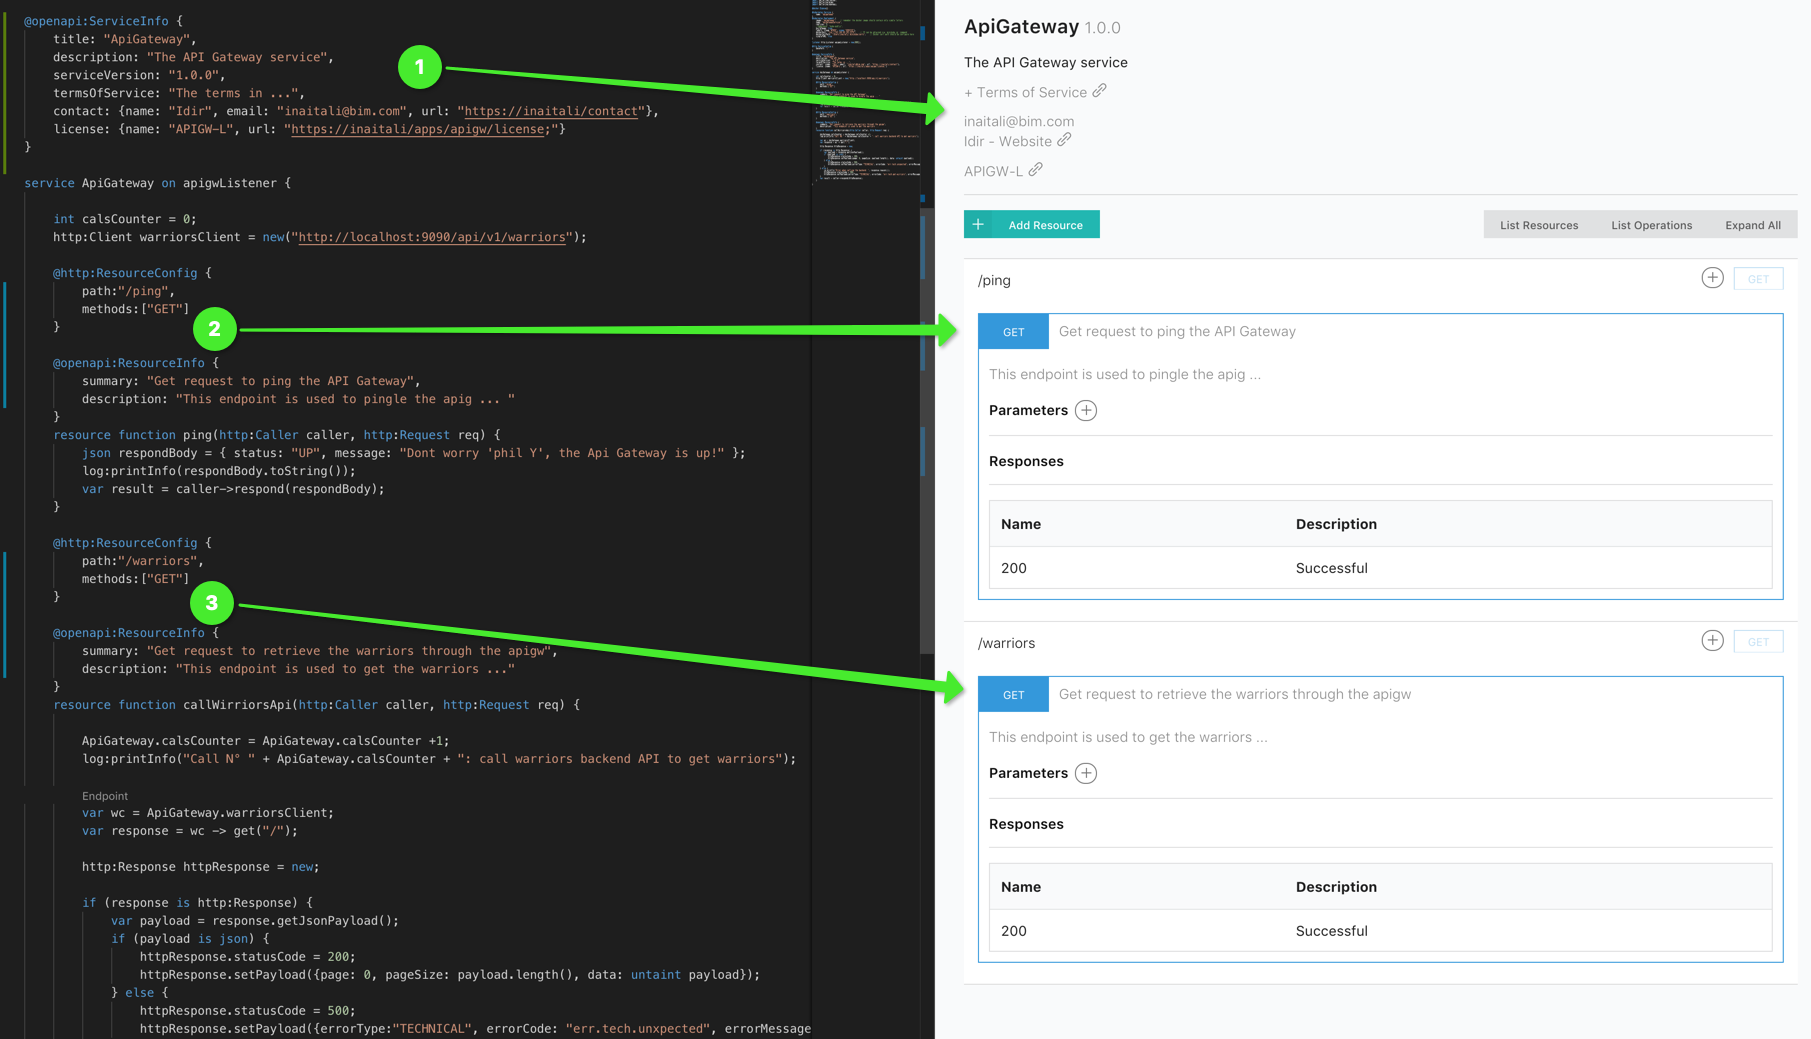 @openapi:ServiceInfo {
title: "ApiGateway",
description: "The API Gateway service",
serviceVersion: "1.0.0",
termsOfService: "The terms in ...",
contact: {name: "Idir", email: "inaitali@bim.com", url: "https://inaitali/contact"},
license: {name: "APIGW-L", url: "https://inaitali/apps/apigw/license;"}
}
1
service ApiGateway on apigwListener {
int calsCounter = 0;
http:Client warriorsClient = new("http://localhost:9090/api/v1/warriors");
@http:ResourceConfig {
path:"/ping",
methods:["GET"]
}
2
@openapi:ResourceInfo {
summary: "Get request to ping the API Gateway",
description: "This endpoint is used to pingle the apig ... "
}
resource function ping(http:Caller caller, http:Request req) {
json respondBody = { status: "UP", message: "Dont worry 'phil Y', the Api Gateway is up!" };
log:printInfo(respondBody.toString());
var result = caller->respond(respondBody);
}
@http:ResourceConfig {
path:"/warriors",
methods:["GET"]
}
3
@openapi:ResourceInfo {
summary: "Get request to retrieve the warriors through the apigw",
description: "This endpoint is used to get the warriors ..."
}
resource function callWirriorsApi(http:Caller caller, http:Request req) {
ApiGateway.calsCounter = ApiGateway.calsCounter +1;
log:printInfo("Call N° " + ApiGateway.calsCounter + ": call warriors backend API to get warriors");
Endpoint
var wc = ApiGateway.warriorsClient;
var response = wc -> get("/");
http:Response httpResponse = new;
if (response is http:Response) {
var payload = response.getJsonPayload();
if (payload is json) {
httpResponse.statusCode = 200;
httpResponse.setPayload({page: 0, pageSize: payload.length(), data: untaint payload});
} else {
httpResponse.statusCode = 500;
httpResponse.setPayload({errorType:"TECHNICAL", errorCode: "err.tech.unxpected", errorMessage
ApiGateway 1.0.0
The API Gateway service
+ Terms of Service
inaitali@bim.com
Idir - Website
APIGW-L
+ Add Resource
List Resources List Operations Expand All
/ping
GET
GET Get request to ping the API Gateway
This endpoint is used to pingle the apig ...
Parameters
Responses
Name Description
200 Successful
/warriors
GET
GET Get request to retrieve the warriors through the apigw
This endpoint is used to get the warriors ...
Parameters
Responses
Name Description
200 Successful